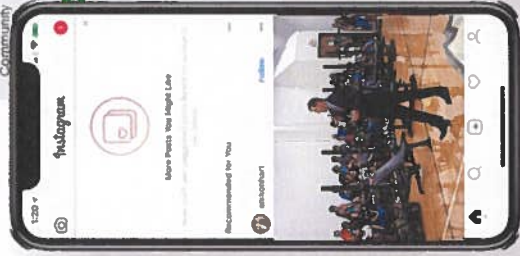 Community
1:20
Instagram
More Posts You Might Like
Recommended for You
Follow